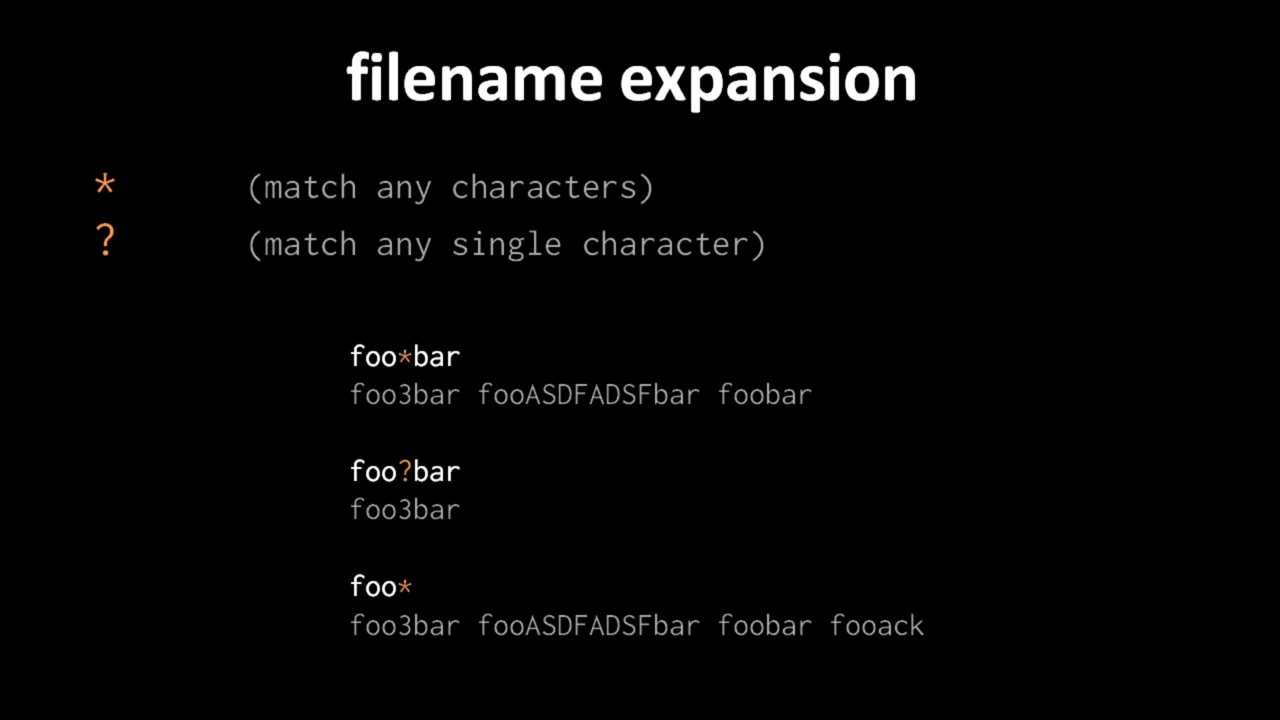 filename expansion
* (match any characters)
? (match any single character)
foo*bar
foo3bar fooASDFADSFbar foobar
foo?bar
foo3bar
foo*
foo3bar fooASDFADSFbar foobar fooack